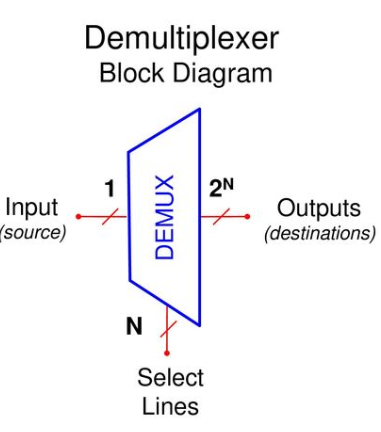 Demultiplexer
Block Diagram
1
2ᴺ
Input
(source)
DEMUX
Outputs
(destinations)
N
Select
Lines